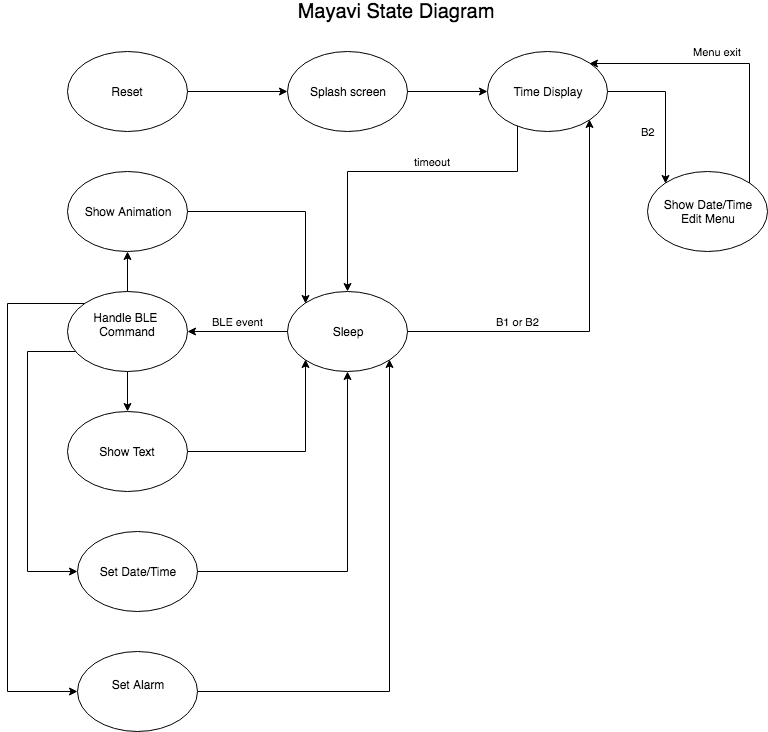 Mayavi State Diagram
Menu exit
Reset
Splash screen
Time Display
B2
timeout
Show Animation
Show Date/Time
Edit Menu
Handle BLE
Command
BLE event
Sleep
B1 or B2
Show Text
Set Date/Time
Set Alarm